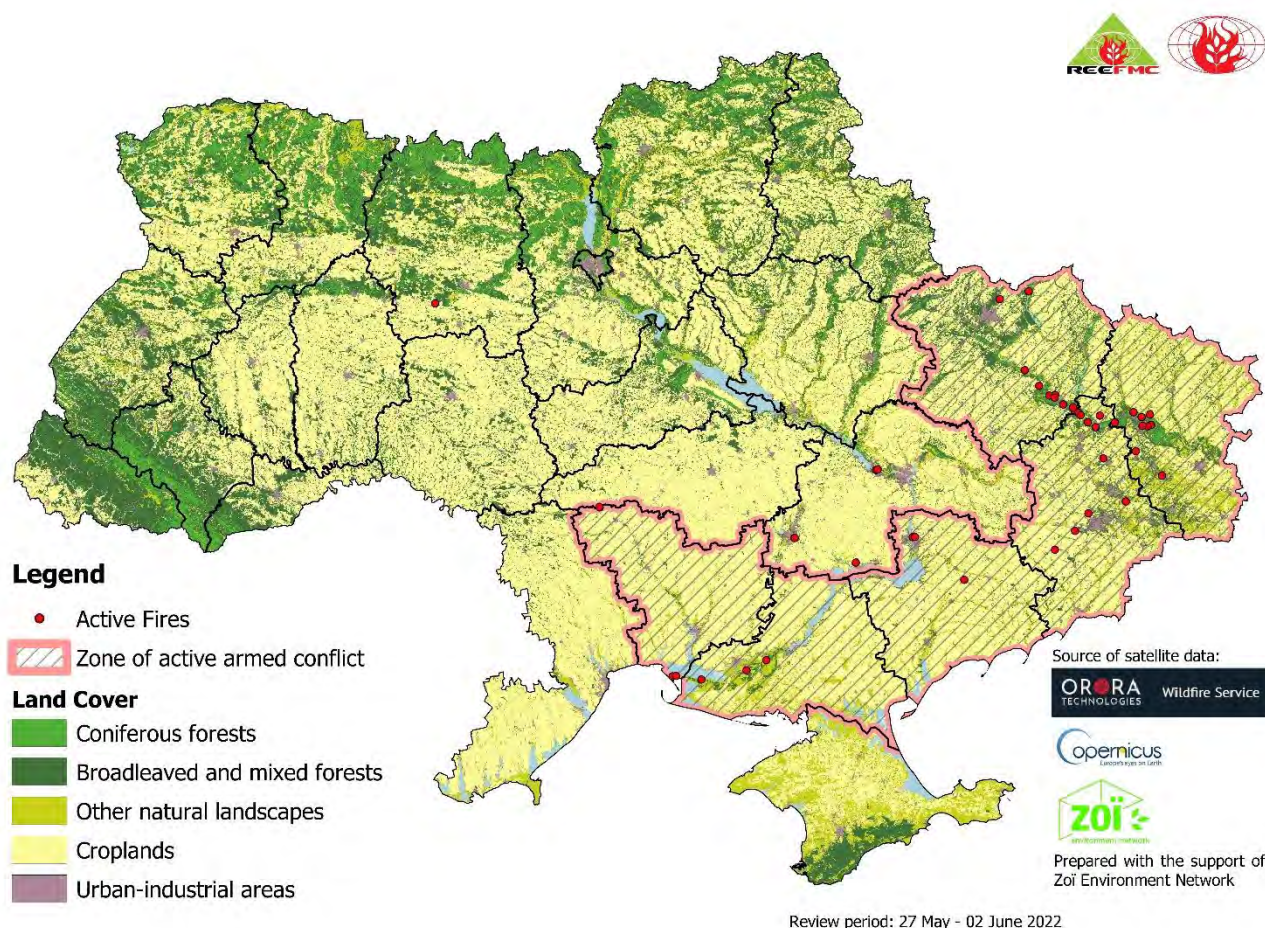 REEFMC
Legend
Active Fires
Zone of active armed conflict
Land Cover
Coniferous forests
Broadleaved and mixed forests
Other natural landscapes
Croplands
Urban-industrial areas
Source of satellite data:
ORORA
TECHNOLOGIES
Wildfire Service
opernicus
Europe's eyes on Earth
zoï
environment network
Prepared with the support of
Zoï Environment Network
Review period: 27 May - 02 June 2022